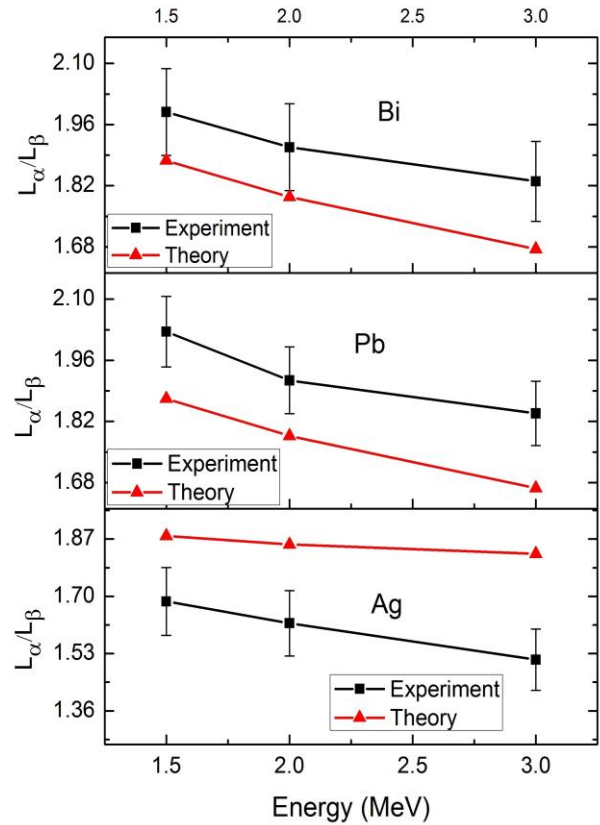 1.5 2.0 2.5 3.0
2.10
1.96
1.82
1.68
Lα/Lβ
Bi
Experiment
Theory
2.10
1.96
1.82
1.68
Lα/Lβ
Pb
Experiment
Theory
1.87
1.70
1.53
1.36
Lα/Lβ
Ag
Experiment
Theory
1.5 2.0 2.5 3.0
Energy (MeV)